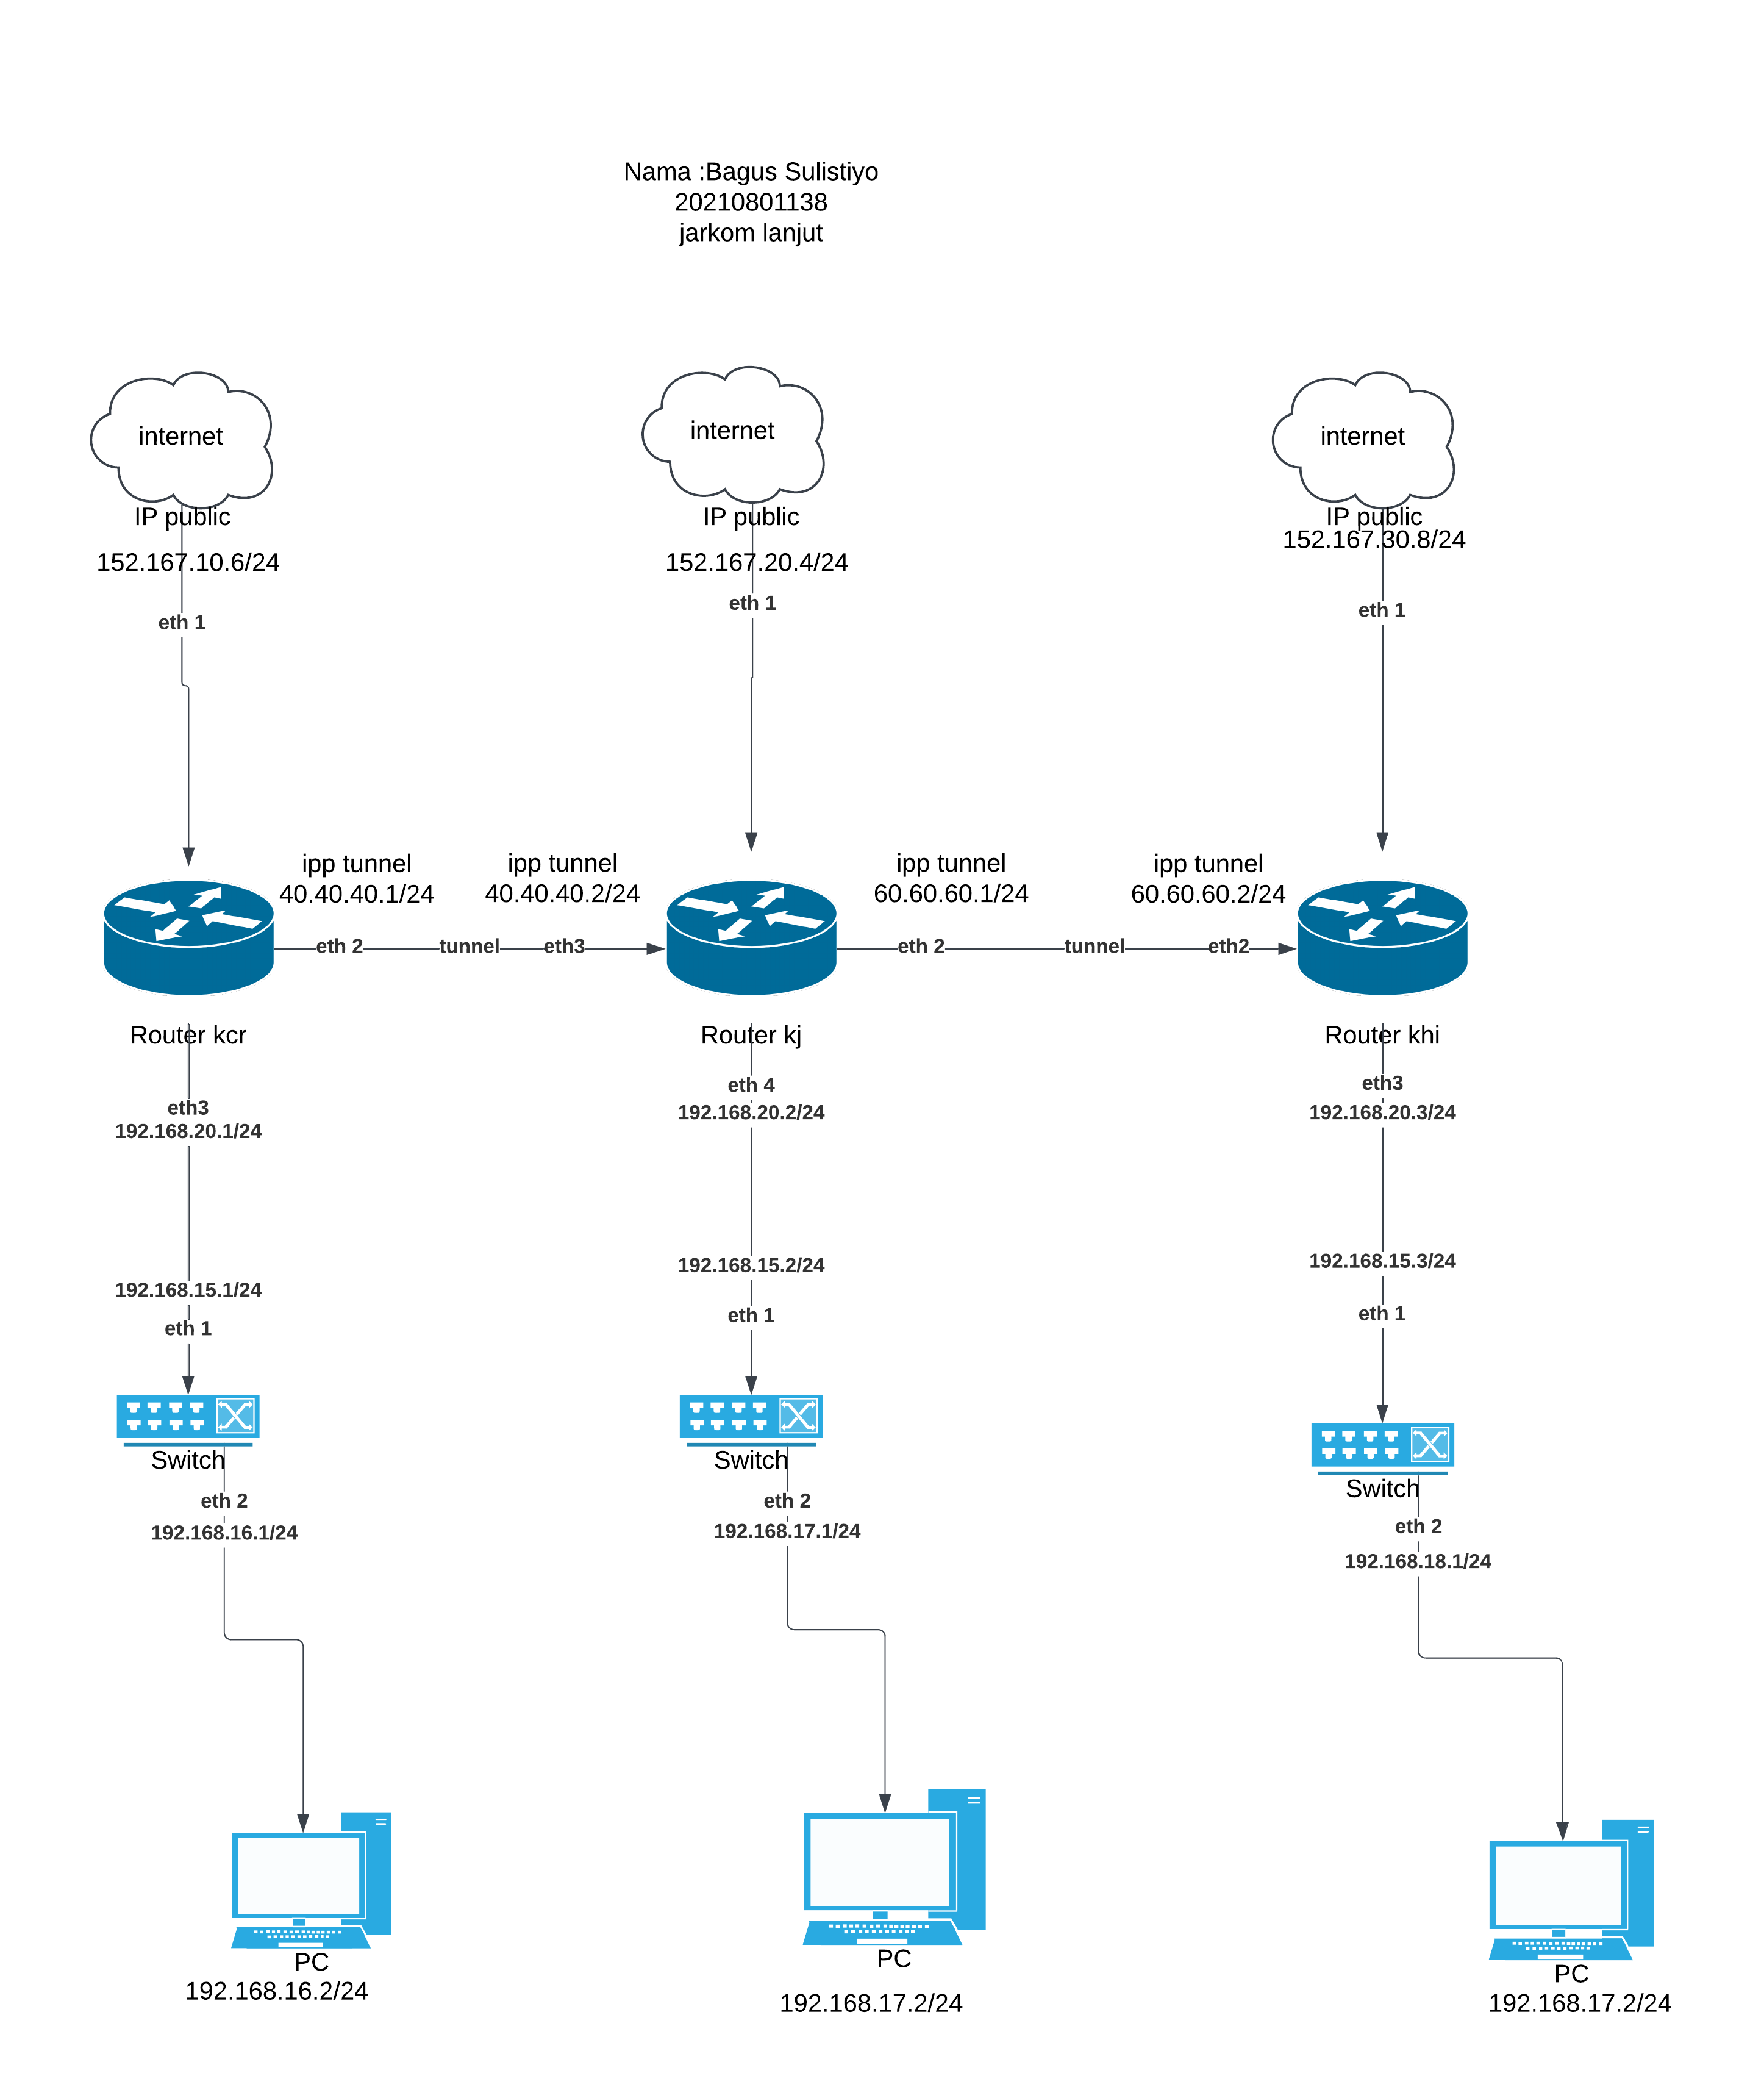 Nama :Bagus Sulistiyo
20210801138
jarkom lanjut
internet
internet
internet
IP public
152.167.10.6/24
eth 1
IP public
152.167.20.4/24
eth 1
IP public
152.167.30.8/24
eth 1
ipp tunnel
40.40.40.1/24
ipp tunnel
40.40.40.2/24
ipp tunnel
60.60.60.1/24
ipp tunnel
60.60.60.2/24
eth 2
tunnel
eth3
eth 2
tunnel
eth2
Router kcr
Router kj
Router khi
eth3
192.168.20.1/24
eth 4
192.168.20.2/24
eth3
192.168.20.3/24
192.168.15.1/24
eth 1
192.168.15.2/24
eth 1
192.168.15.3/24
eth 1
Switch
eth 2
192.168.16.1/24
Switch
eth 2
192.168.17.1/24
Switch
eth 2
192.168.18.1/24
PC
192.168.16.2/24
PC
192.168.17.2/24
PC
192.168.17.2/24